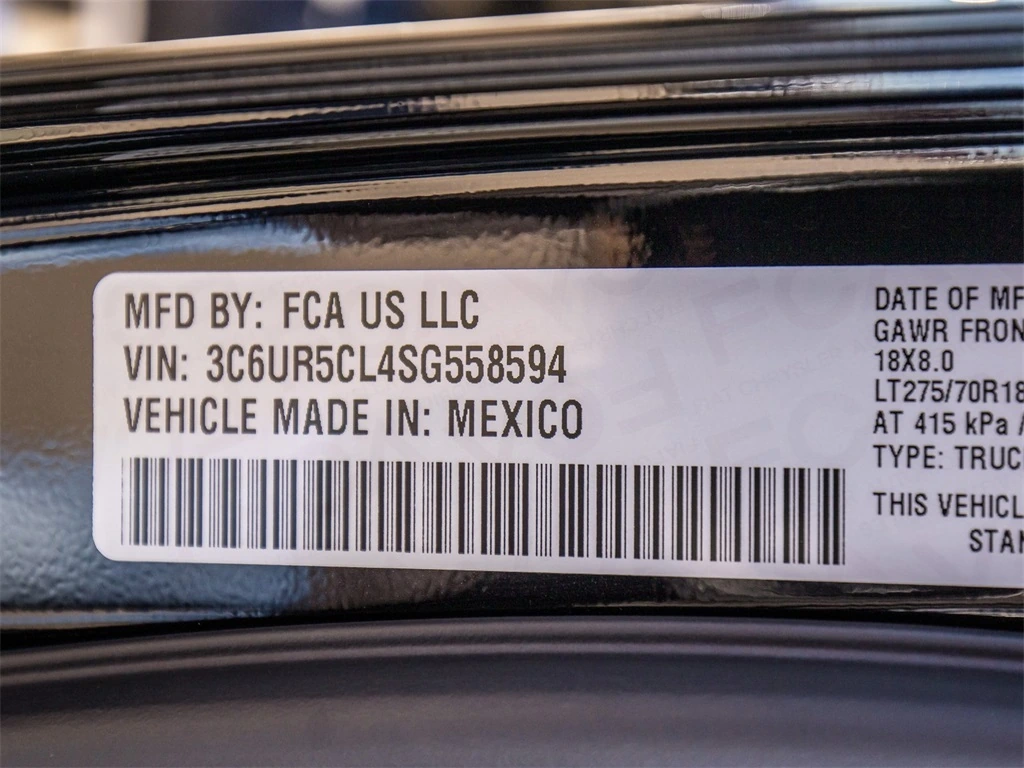 MFD BY: FCA US LLC
VIN: 3C6UR5CL4SG558594
VEHICLE MADE IN: MEXICO
DATE OF MF
GAWR FRON
18X8.0
LT275/70R18
AT 415 kPa /
TYPE: TRUC
THIS VEHICL
STAN